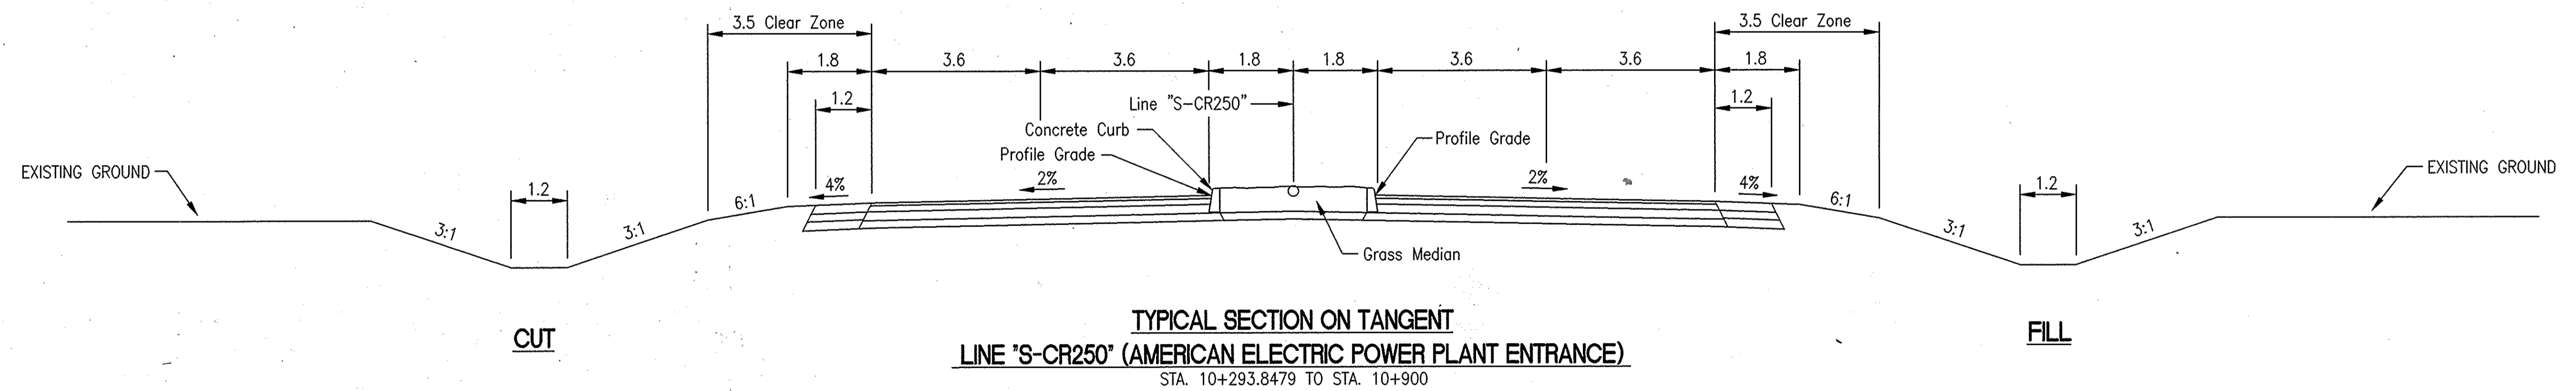 3.5 Clear Zone
3.5 Clear Zone
1.8
3.6
3.6
1.8
1.8
3.6
3.6
1.8
1.2
Line "S-CR250"
1.2
Concrete Curb
Profile Grade
Profile Grade
EXISTING GROUND
1.2
4%
2%
2%
4%
1.2
EXISTING GROUND
3:1
3:1
6:1
6:1
3:1
3:1
Grass Median
CUT
TYPICAL SECTION ON TANGENT
FILL
LINE "S-CR250" (AMERICAN ELECTRIC POWER PLANT ENTRANCE)
STA. 10+293.8479 TO STA. 10+900